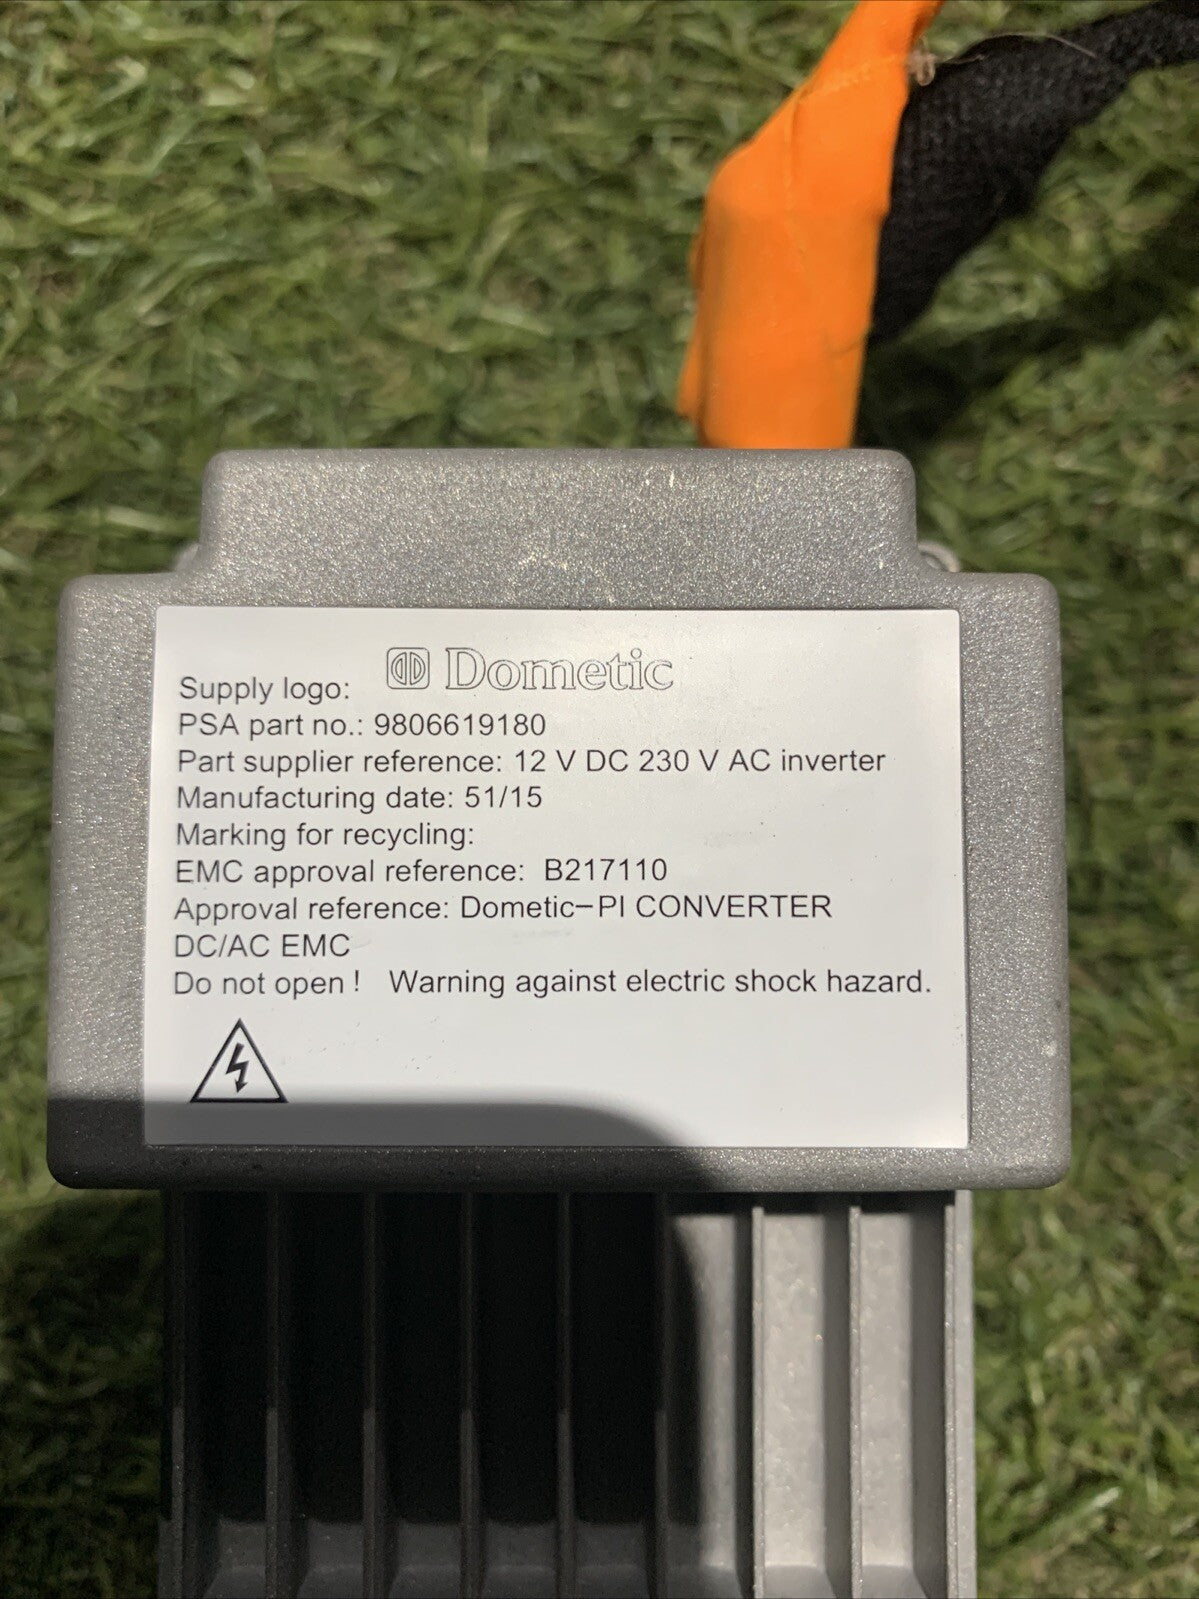 Supply logo: Dometic
PSA part no.: 9806619180
Part supplier reference: 12 V DC 230 V AC inverter
Manufacturing date: 51/15
Marking for recycling:
EMC approval reference: B217110
Approval reference: Dometic-PI CONVERTER
DC/AC EMC
Do not open ! Warning against electric shock hazard.